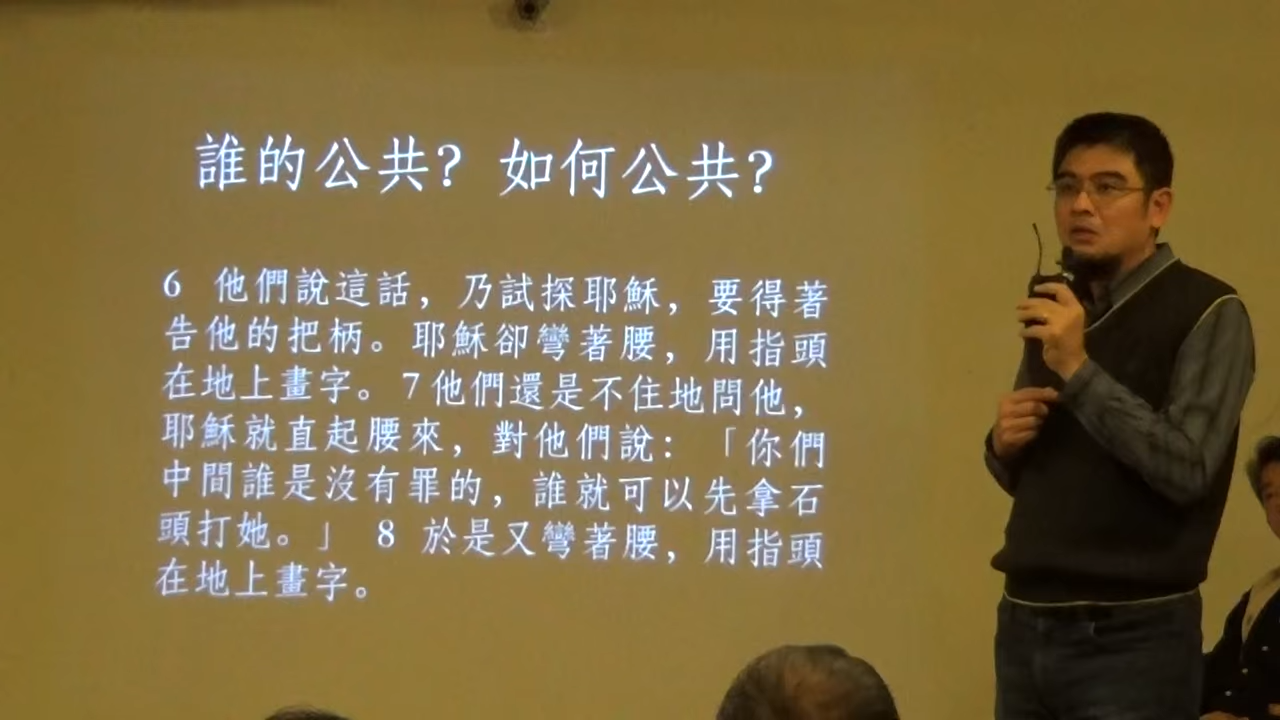 誰的公共? 如何公共?
6 他們說這話，乃試探耶穌，要得著
告他的把柄。耶穌卻彎著腰，用指頭
在地上畫字。 7 他們還是不住地問他，
耶穌就直起腰來，對他們說：「你們
中間誰是沒有罪的，誰就可以先拿石
頭打她。」 8 於是又彎著腰，用指頭
在地上畫字。